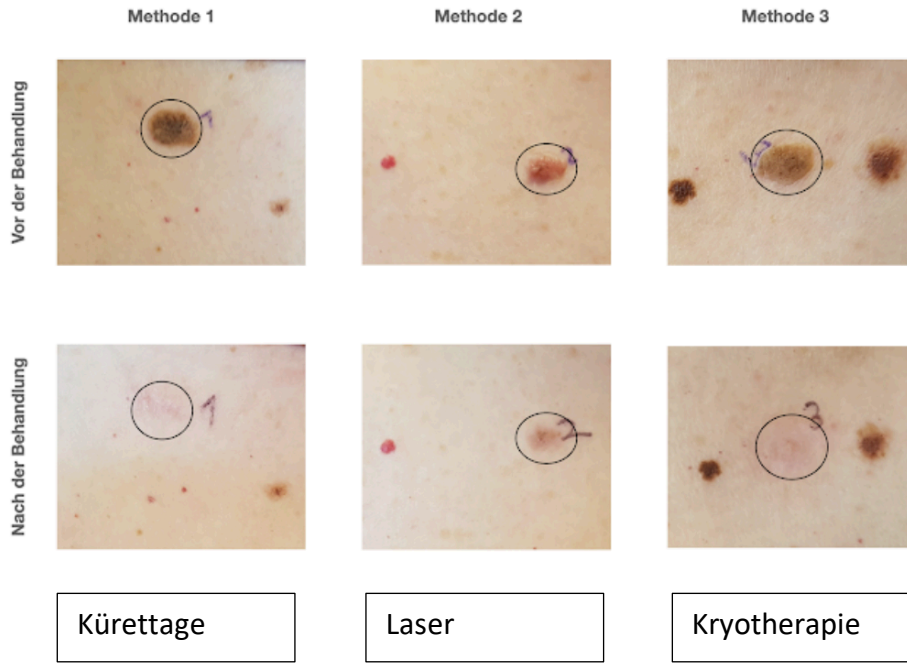 Methode 1
Methode 2
Methode 3
Vor der Behandlung
1
2
3
Nach der Behandlung
1
2
3
Kürettage
Laser
Kryotherapie